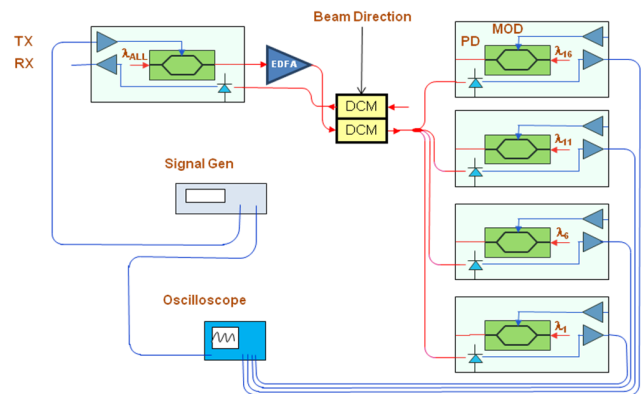 Beam Direction
TX
RX
λALL
EDFA
DCM
DCM
MOD
PD
λ16
λ11
λ6
λ1
Signal Gen
Oscilloscope